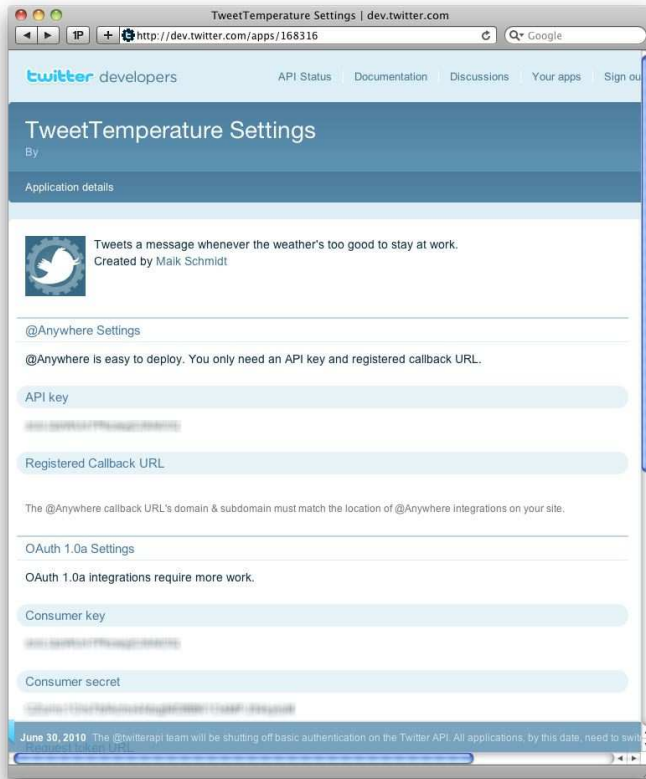 TweetTemperature Settings | dev.twitter.com
1P + http://dev.twitter.com/apps/168316 Google
twitter developers API Status Documentation Discussions Your apps Sign ou
TweetTemperature Settings
By
Application details
Tweets a message whenever the weather's too good to stay at work.
Created by Maik Schmidt
@Anywhere Settings
@Anywhere is easy to deploy. You only need an API key and registered callback URL.
API key
Registered Callback URL
The @Anywhere callback URL's domain & subdomain must match the location of @Anywhere integrations on your site.
OAuth 1.0a Settings
OAuth 1.0a integrations require more work.
Consumer key
Consumer secret
June 30, 2010 The @twitterapi team will be shutting off basic authentication on the Twitter API. All applications, by this date, need to swit
Request token URL